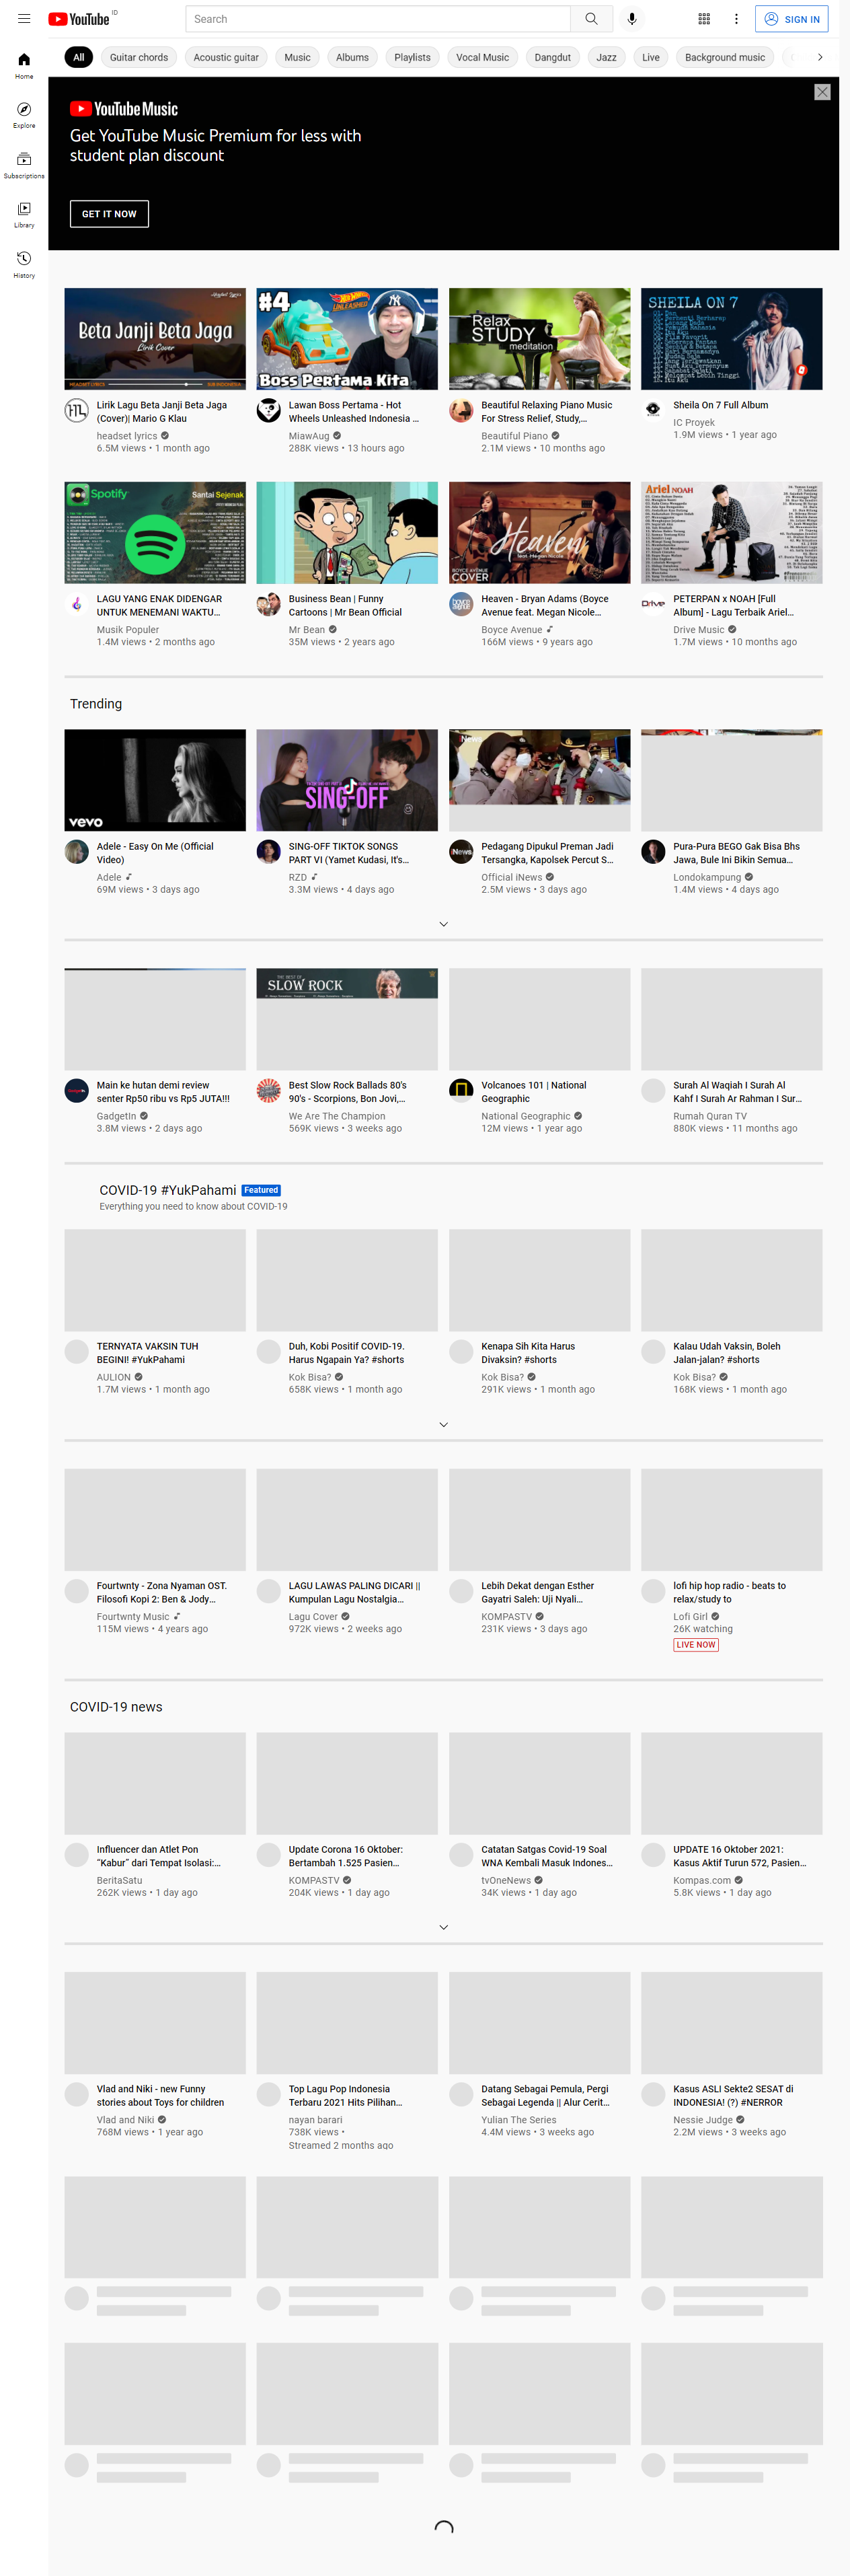 YouTube ID
Search
SIGN IN
Home
Explore
Subscriptions
Library
History
All
Guitar chords
Acoustic guitar
Music
Albums
Playlists
Vocal Music
Dangdut
Jazz
Live
Background music
YouTube Music
Get YouTube Music Premium for less with
student plan discount
GET IT NOW
Headset Lyrics
Beta Janji Beta Jaga
Lirik Cover
HEADSET LYRICS
SUB INDONESIA
Lirik Lagu Beta Janji Beta Jaga
(Cover)| Mario G Klau
headset lyrics
6.5M views • 1 month ago
#4
HOT WHEELS
UNLEASHED
NY
Boss Pertama Kita
Lawan Boss Pertama - Hot
Wheels Unleashed Indonesia ...
MiawAug
288K views • 13 hours ago
Relax
STUDY
meditation
Beautiful Relaxing Piano Music
For Stress Relief, Study,...
Beautiful Piano
2.1M views • 10 months ago
SHEILA ON 7
Sheila On 7 Full Album
IC Proyek
1.9M views • 1 year ago
Spotify
Santai Sejenak
LAGU YANG ENAK DIDENGAR
UNTUK MENEMANI WAKTU...
Musik Populer
1.4M views • 2 months ago
Business Bean | Funny
Cartoons | Mr Bean Official
Mr Bean
35M views • 2 years ago
Heaven
feat. Megan Nicole
BOYCE AVENUE
COVER
Heaven - Bryan Adams (Boyce
Avenue feat. Megan Nicole...
Boyce Avenue
166M views • 9 years ago
Ariel NOAH
Drive
PETERPAN x NOAH [Full
Album] - Lagu Terbaik Ariel...
Drive Music
1.7M views • 10 months ago
Trending
vevo
Adele - Easy On Me (Official
Video)
Adele
69M views • 3 days ago
SING-OFF
SING-OFF TIKTOK SONGS
PART VI (Yamet Kudasi, It's...
RZD
3.3M views • 4 days ago
iNews
iNews
Pedagang Dipukul Preman Jadi
Tersangka, Kapolsek Percut S...
Official iNews
2.5M views • 3 days ago
Pura-Pura BEGO Gak Bisa Bhs
Jawa, Bule Ini Bikin Semua...
Londokampung
1.4M views • 4 days ago
Main ke hutan demi review
senter Rp50 ribu vs Rp5 JUTA!!!
GadgetIn
3.8M views • 2 days ago
THE BEST OF
SLOW ROCK
Best Slow Rock Ballads 80's
90's - Scorpions, Bon Jovi,...
We Are The Champion
569K views • 3 weeks ago
Volcanoes 101 | National
Geographic
National Geographic
12M views • 1 year ago
Surah Al Waqiah I Surah Al
Kahf I Surah Ar Rahman I Sur...
Rumah Quran TV
880K views • 11 months ago
COVID-19 #YukPahami Featured
Everything you need to know about COVID-19
TERNYATA VAKSIN TUH
BEGINI! #YukPahami
AULION
1.7M views • 1 month ago
Duh, Kobi Positif COVID-19.
Harus Ngapain Ya? #shorts
Kok Bisa?
658K views • 1 month ago
Kenapa Sih Kita Harus
Divaksin? #shorts
Kok Bisa?
291K views • 1 month ago
Kalau Udah Vaksin, Boleh
Jalan-jalan? #shorts
Kok Bisa?
168K views • 1 month ago
Fourtwnty - Zona Nyaman OST.
Filosofi Kopi 2: Ben & Jody...
Fourtwnty Music
115M views • 4 years ago
LAGU LAWAS PALING DICARI ||
Kumpulan Lagu Nostalgia...
Lagu Cover
972K views • 2 weeks ago
Lebih Dekat dengan Esther
Gayatri Saleh: Uji Nyali...
KOMPASTV
231K views • 3 days ago
lofi hip hop radio - beats to
relax/study to
Lofi Girl
26K watching
LIVE NOW
COVID-19 news
Influencer dan Atlet Pon
"Kabur" dari Tempat Isolasi:...
BeritaSatu
262K views • 1 day ago
Update Corona 16 Oktober:
Bertambah 1.525 Pasien...
KOMPASTV
204K views • 1 day ago
Catatan Satgas Covid-19 Soal
WNA Kembali Masuk Indones...
tvOneNews
34K views • 1 day ago
UPDATE 16 Oktober 2021:
Kasus Aktif Turun 572, Pasien...
Kompas.com
5.8K views • 1 day ago
Vlad and Niki - new Funny
stories about Toys for children
Vlad and Niki
768M views • 1 year ago
Top Lagu Pop Indonesia
Terbaru 2021 Hits Pilihan...
nayan barari
738K views •
Streamed 2 months ago
Datang Sebagai Pemula, Pergi
Sebagai Legenda || Alur Cerit...
Yulian The Series
4.4M views • 3 weeks ago
Kasus ASLI Sekte2 SESAT di
INDONESIA! (?) #NERROR
Nessie Judge
2.2M views • 3 weeks ago